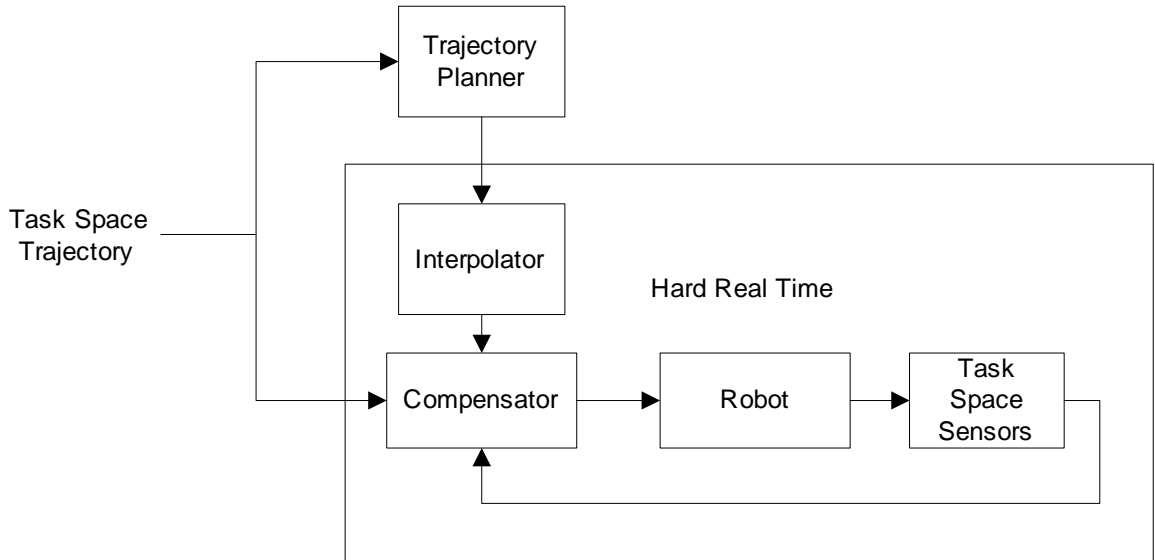 Trajectory
Planner
Task Space
Trajectory
Interpolator
Hard Real Time
Compensator
Robot
Task
Space
Sensors